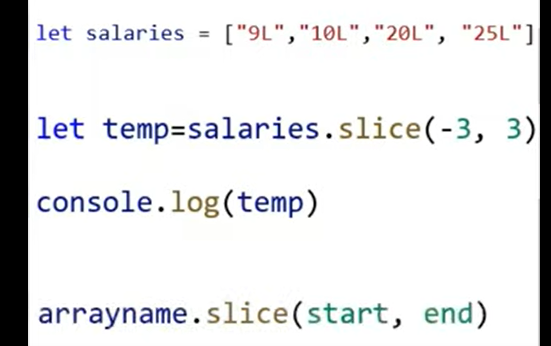 let salaries = ["9L","10L","20L", "25L"]
let temp=salaries.slice(-3, 3)
console.log(temp)
arrayname.slice(start, end)